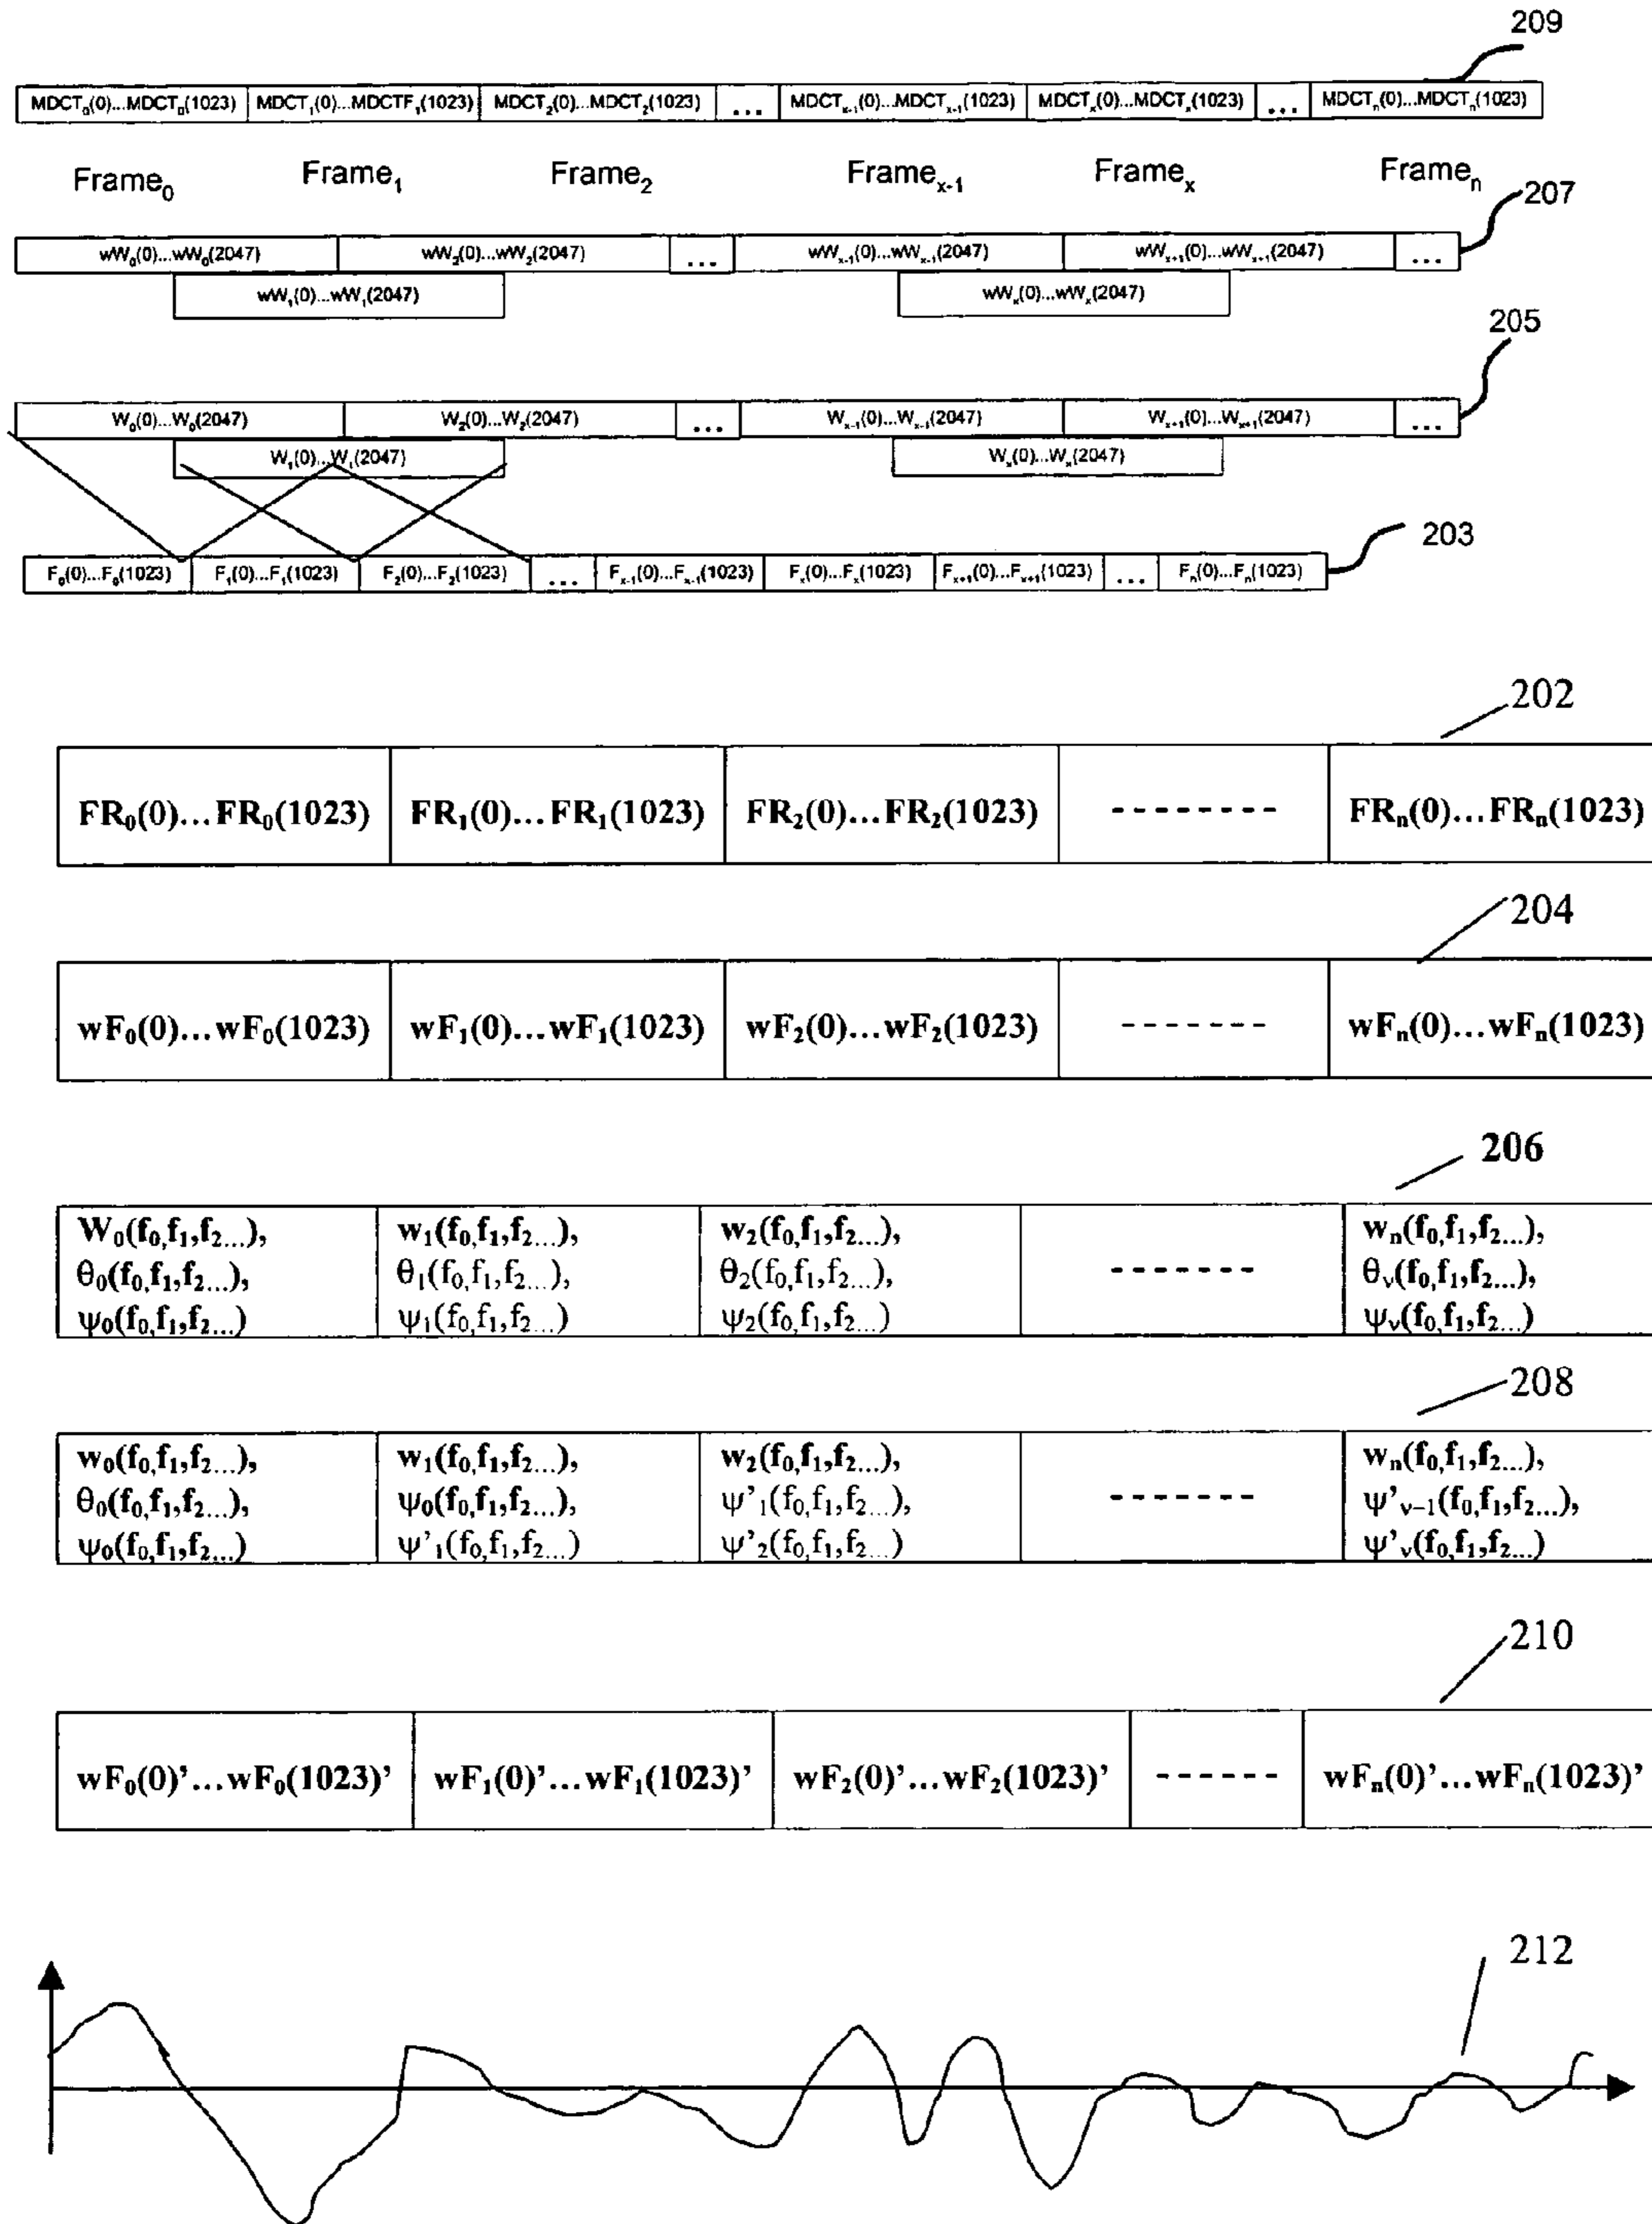 209
MDCT₀(0)...MDCT₀(1023) MDCT₁(0)...MDCTF₁(1023) MDCT₂(0)...MDCT₂(1023) ... MDCTₓ₋₁(0)...MDCTₓ₋₁(1023) MDCTₓ(0)...MDCTₓ(1023) ... MDCTₙ(0)...MDCTₙ(1023)
Frame₀ Frame₁ Frame₂ Frameₓ₋₁ Frameₓ Frameₙ
207
wW₀(0)...wW₀(2047) wW₂(0)...wW₂(2047) ... wWₓ₋₁(0)...wWₓ₋₁(2047) wWₓ₊₁(0)...wWₓ₊₁(2047) ...
wW₁(0)...wW₁(2047) wWₓ(0)...wWₓ(2047)
205
W₀(0)...W₀(2047) W₂(0)...W₂(2047) ... Wₓ₋₁(0)...Wₓ₋₁(2047) Wₓ₊₁(0)...Wₓ₊₁(2047) ...
W₁(0)...W₁(2047) Wₓ(0)...Wₓ(2047)
203
F₀(0)...F₀(1023) F₁(0)...F₁(1023) F₂(0)...F₂(1023) ... Fₓ₋₁(0)...Fₓ₋₁(1023) Fₓ(0)...Fₓ(1023) Fₓ₊₁(0)...Fₓ₊₁(1023) ... Fₙ(0)...Fₙ(1023)
202
FR₀(0)...FR₀(1023) FR₁(0)...FR₁(1023) FR₂(0)...FR₂(1023) -------- FRₙ(0)...FRₙ(1023)
204
wF₀(0)...wF₀(1023) wF₁(0)...wF₁(1023) wF₂(0)...wF₂(1023) ------- wFₙ(0)...wFₙ(1023)
206
W₀(f₀,f₁,f₂...), w₁(f₀,f₁,f₂...), w₂(f₀,f₁,f₂...), wₙ(f₀,f₁,f₂...),
θ₀(f₀,f₁,f₂...), θ₁(f₀,f₁,f₂...), θ₂(f₀,f₁,f₂...), ------- θᵥ(f₀,f₁,f₂...),
ψ₀(f₀,f₁,f₂...) ψ₁(f₀,f₁,f₂...) ψ₂(f₀,f₁,f₂...) ψᵥ(f₀,f₁,f₂...)
208
w₀(f₀,f₁,f₂...), w₁(f₀,f₁,f₂...), w₂(f₀,f₁,f₂...), wₙ(f₀,f₁,f₂...),
θ₀(f₀,f₁,f₂...), ψ₀(f₀,f₁,f₂...), ψ'₁(f₀,f₁,f₂...), ------- ψ'ᵥ₋₁(f₀,f₁,f₂...),
ψ₀(f₀,f₁,f₂...) ψ'₁(f₀,f₁,f₂...) ψ'₂(f₀,f₁,f₂...) ψ'ᵥ(f₀,f₁,f₂...)
210
wF₀(0)'...wF₀(1023)' wF₁(0)'...wF₁(1023)' wF₂(0)'...wF₂(1023)' ------ wFₙ(0)'...wFₙ(1023)'
212